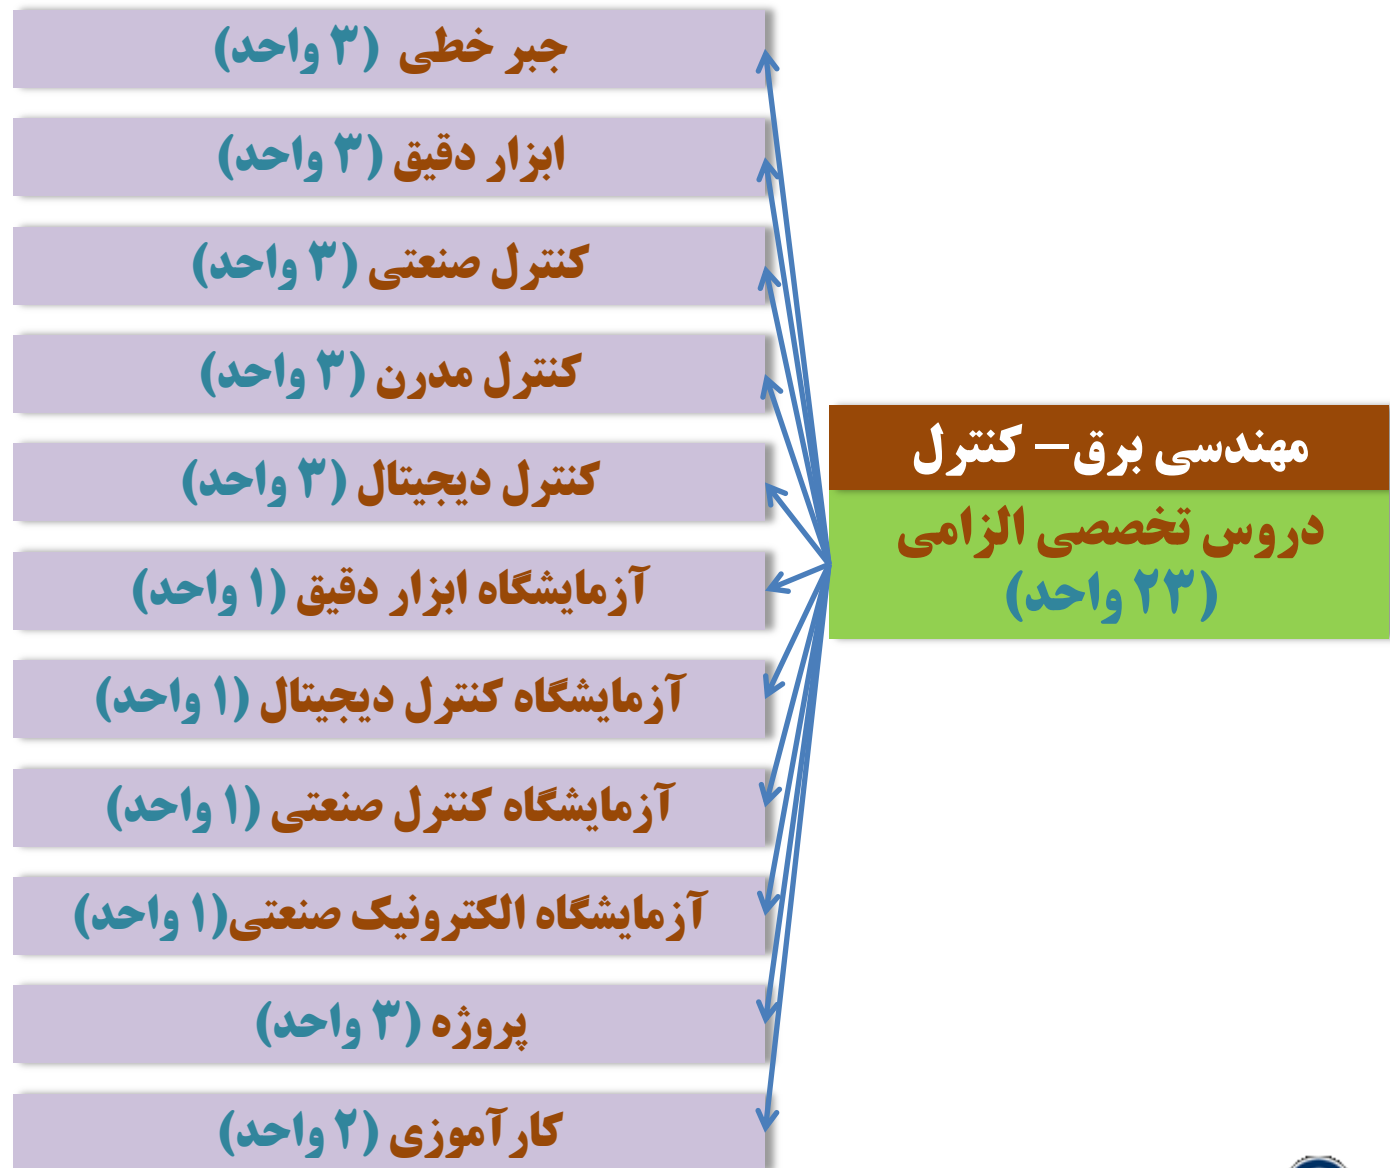 مهندسی برق – کنترل
دروس تخصصی الزامی
(۲۳ واحد)
جبر خطی (۳ واحد)
ابزار دقیق (۳ واحد)
کنترل صنعتی (۳ واحد)
کنترل مدرن (۳ واحد)
کنترل دیجیتال (۳ واحد)
آزمایشگاه ابزار دقیق (۱ واحد)
آزمایشگاه کنترل دیجیتال (۱ واحد)
آزمایشگاه کنترل صنعتی (۱ واحد)
آزمایشگاه الکترونیک صنعتی(۱ واحد)
پروژه (۳ واحد)
کارآموزی (۲ واحد)